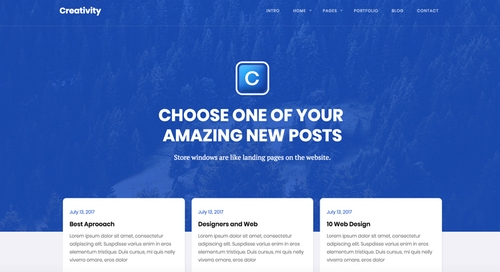 Creativity
INTRO HOME PAGES PORTFOLIO BLOG CONTACT
C
CHOOSE ONE OF YOUR
AMAZING NEW POSTS
Store windows are like landing pages on the website.
July 13, 2017
Best Aprooach
Lorem ipsum dolor sit amet, consectetur
adipiscing elit. Suspendisse varius enim in eros
elementum tristique. Duis cursus, mi quis nelly
viverra ornare, eros dolor
July 13, 2017
Designers and Web
Lorem ipsum dolor sit amet, consectetur
adipiscing elit. Suspendisse varius enim in eros
elementum tristique. Duis cursus, mi quis nelly
viverra ornare, eros dolor
July 13, 2017
10 Web Design
Lorem ipsum dolor sit amet, consectetur
adipiscing elit. Suspendisse varius enim in eros
elementum tristique. Duis cursus, mi quis nelly
viverra ornare, eros dolor